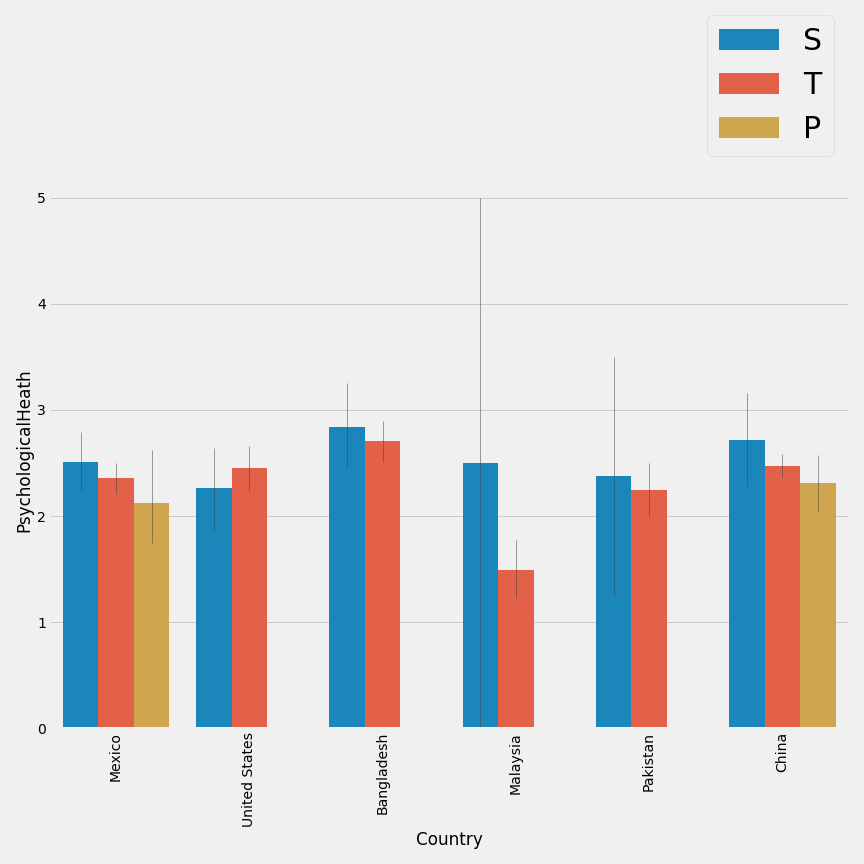 S
T
P
5
4
3
2
1
0
PsychologicalHeath
Mexico
United States
Bangladesh
Malaysia
Pakistan
China
Country